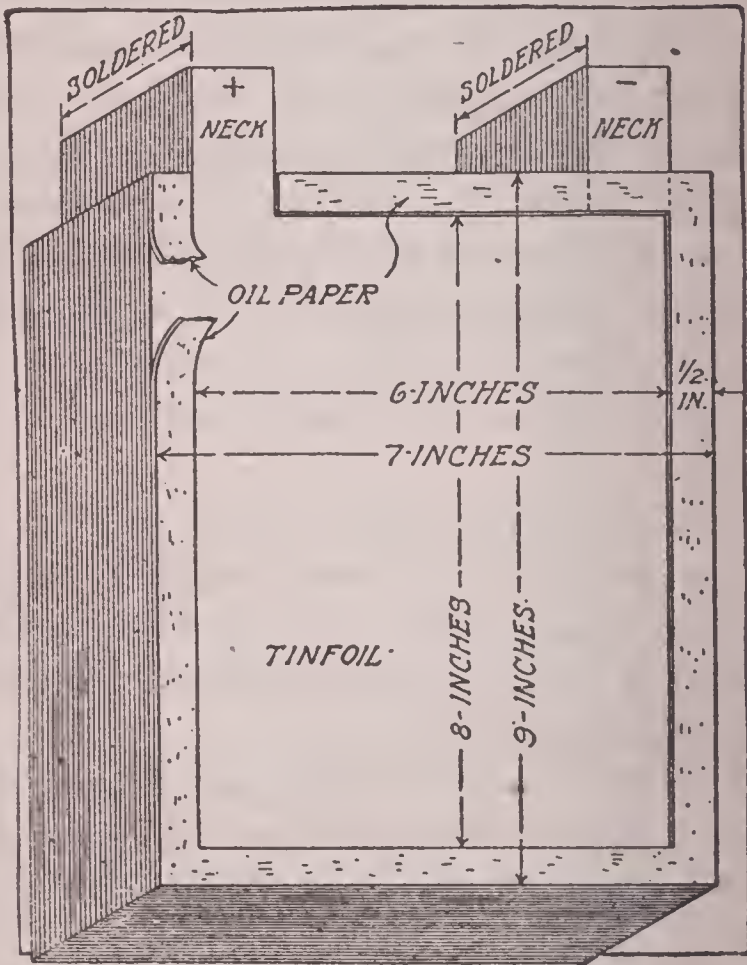 SOLDERED
SOLDERED
+
NECK
-
NECK
OIL PAPER
6-INCHES
1/2
IN.
7-INCHES
8-INCHES
9-INCHES
TINFOIL